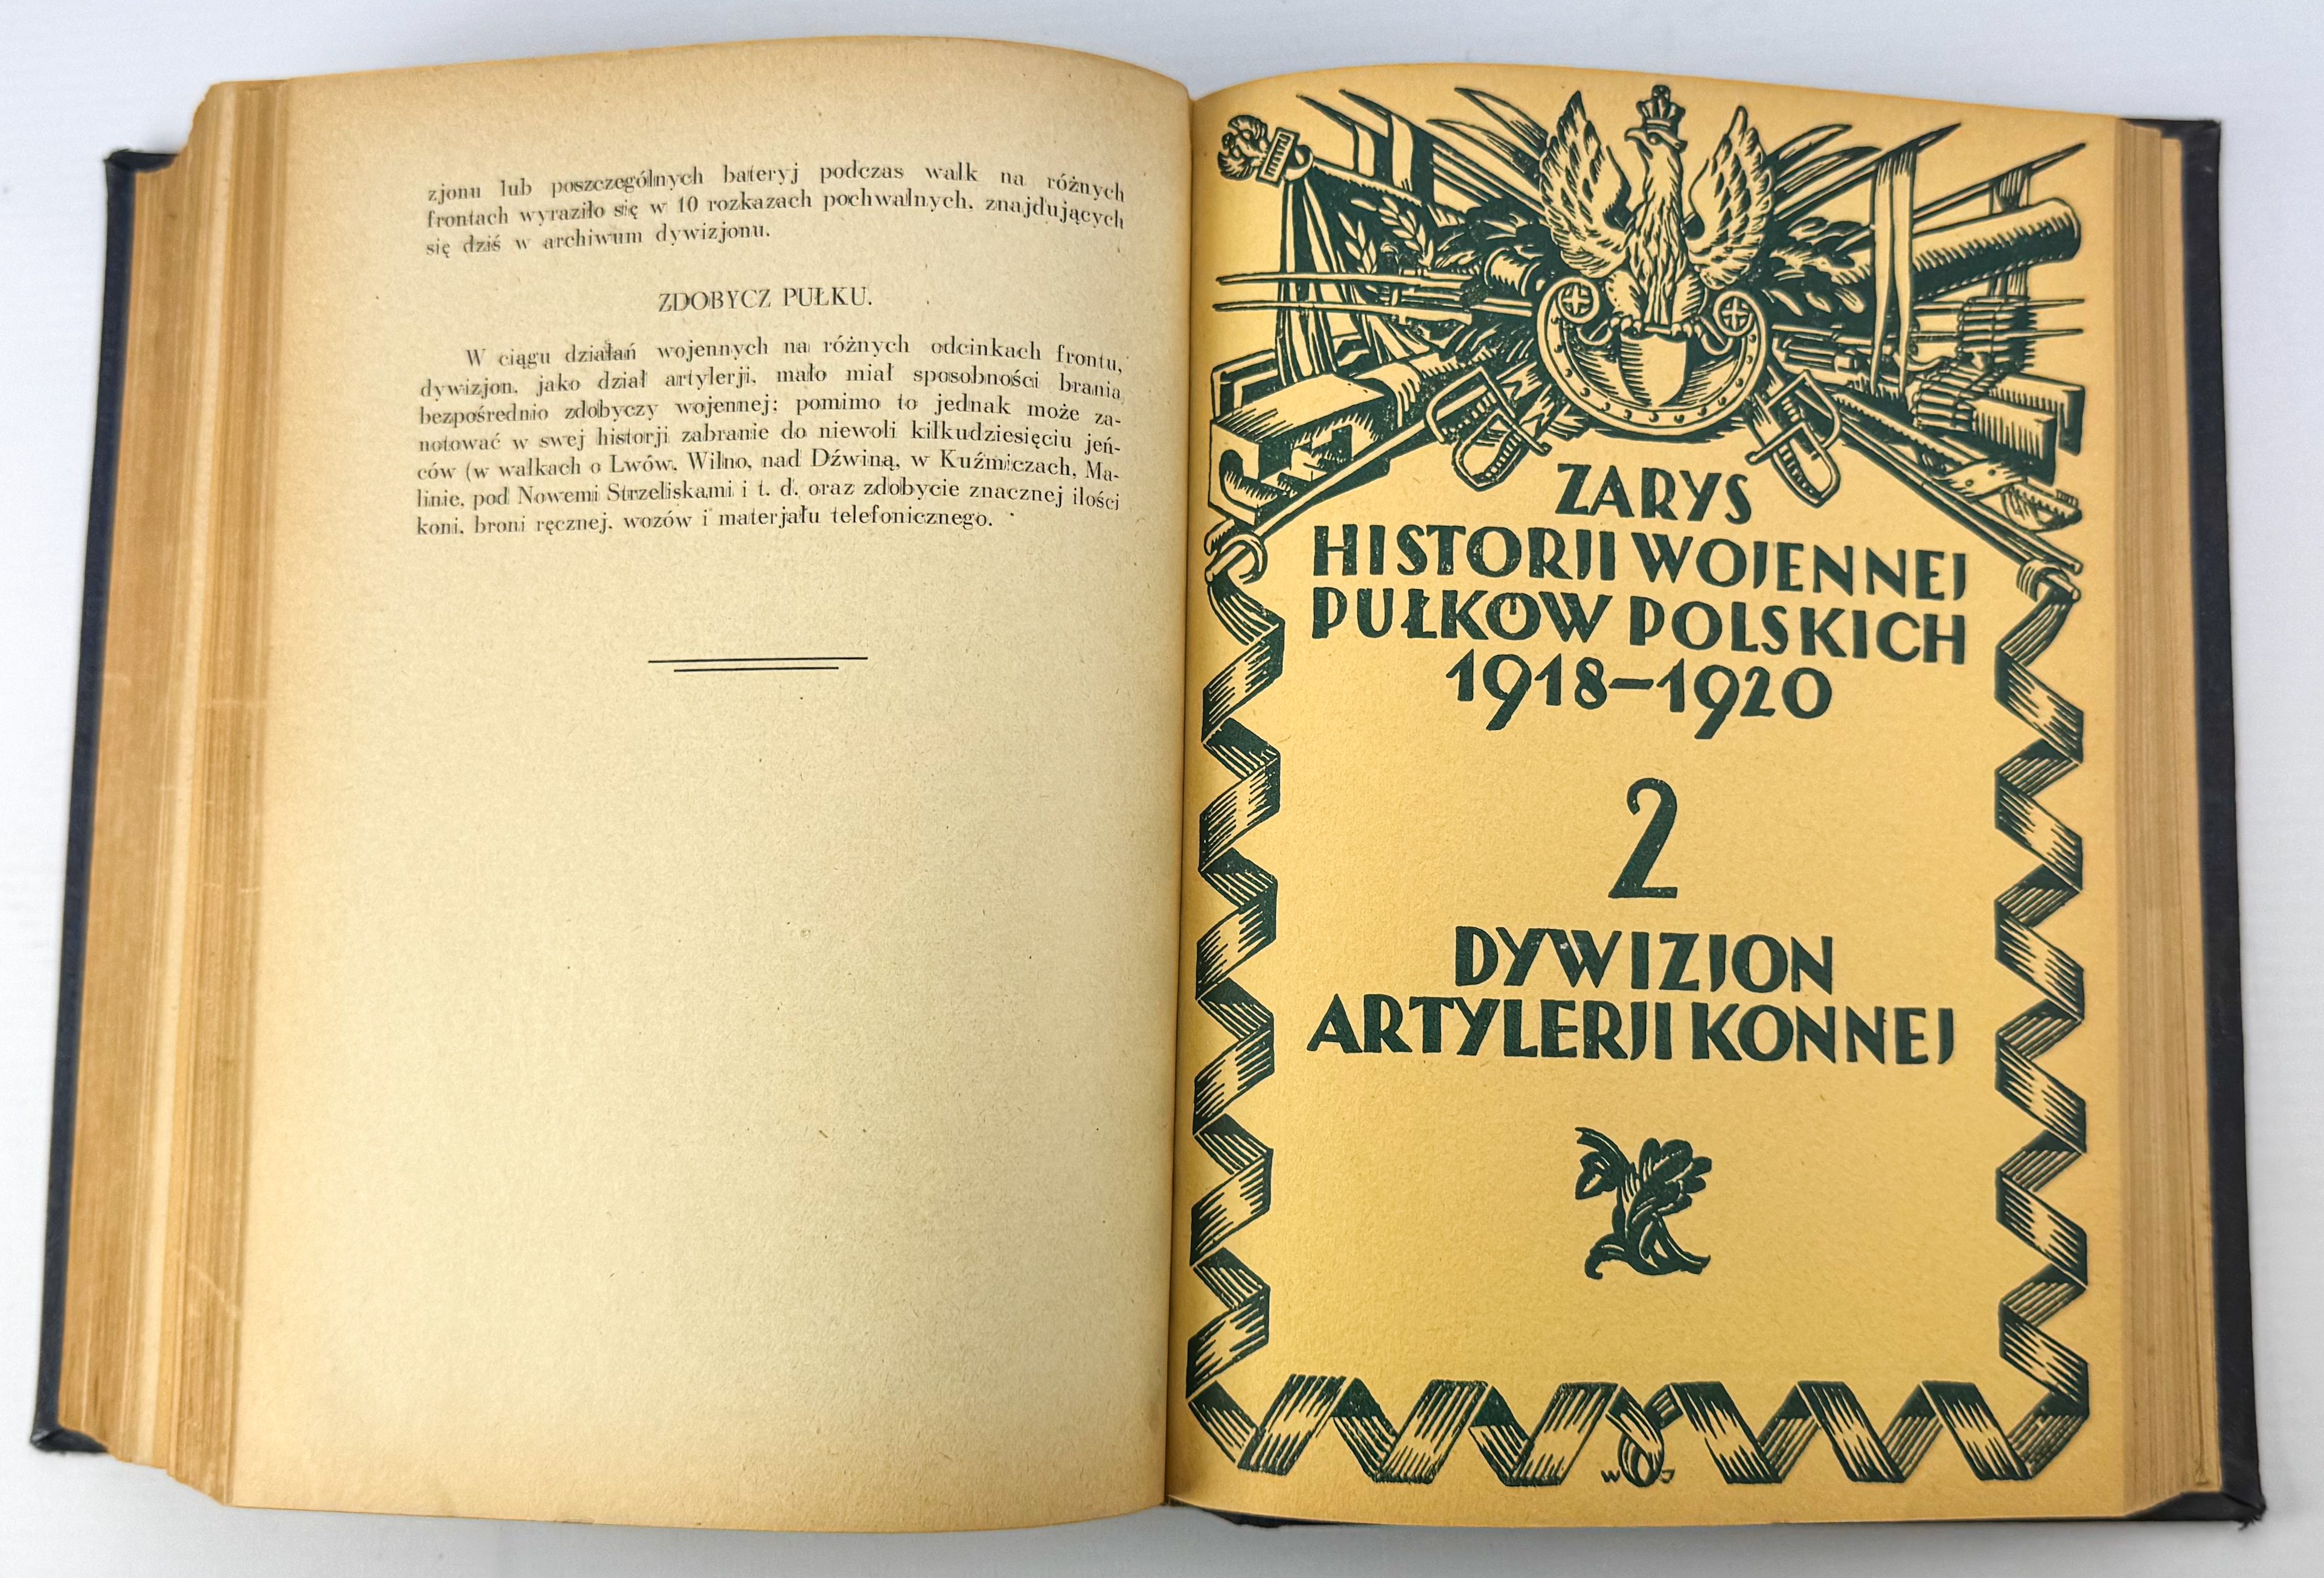 zjonu lub poszczególnych bateryj podczas walk na różnych
frontach wyraziło się w 10 rozkazach pochwalnych, znajdujących
się dziś w archiwum dywizjonu.
ZDOBYCZ PUŁKU.
W ciągu działań wojennych na różnych odcinkach frontu,
dywizjon, jako dział artylerji, mało miał sposobności brania
bezpośrednio zdobyczy wojennej; pomimo to jednak może za-
notować w swej historji zabranie do niewoli kilkudziesięciu jeń-
ców (w walkach o Lwów, Wilno, nad Dźwiną, w Kuźmiczach, Ma-
linie, pod Nowemi Strzeliskami i t. d. oraz zdobycie znacznej ilości
koni, broni ręcznej, wozów i materjału telefonicznego.
ZARYS
HISTORJI WOJENNEJ
PUŁKÓW POLSKICH
1918–1920
2
DYWIZJON
ARTYLERJI KONNEJ
W J